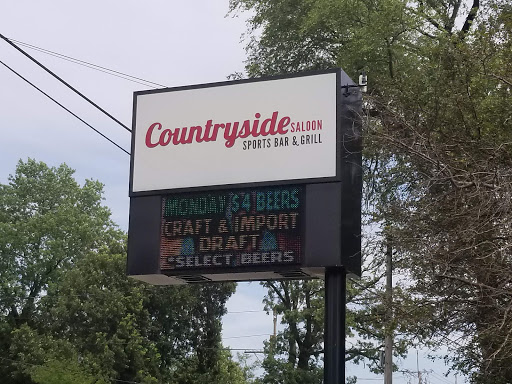 Countryside SALOON
SPORTS BAR & GRILL
MONDAY $4 BEERS
CRAFT & IMPORT
DRAFT
*SELECT BEERS